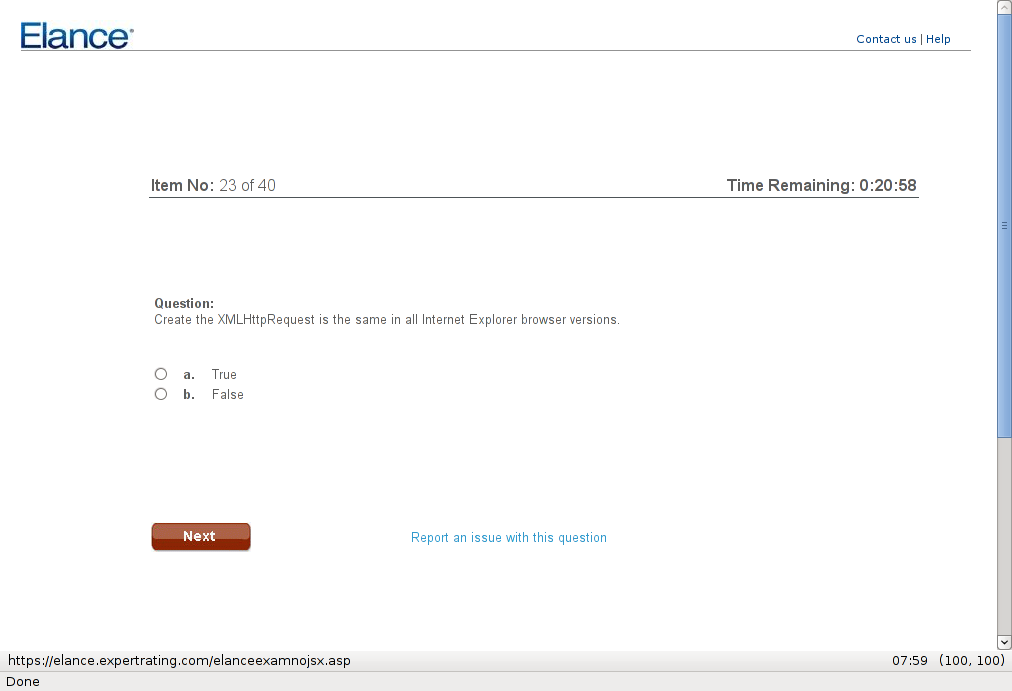 Elance®
Contact us | Help
Item No: 23 of 40
Time Remaining: 0:20:58
Question:
Create the XMLHttpRequest is the same in all Internet Explorer browser versions.
a. True
b. False
Next
Report an issue with this question
https://elance.expertrating.com/elanceexamnojsx.asp
07:59 (100, 100)
Done